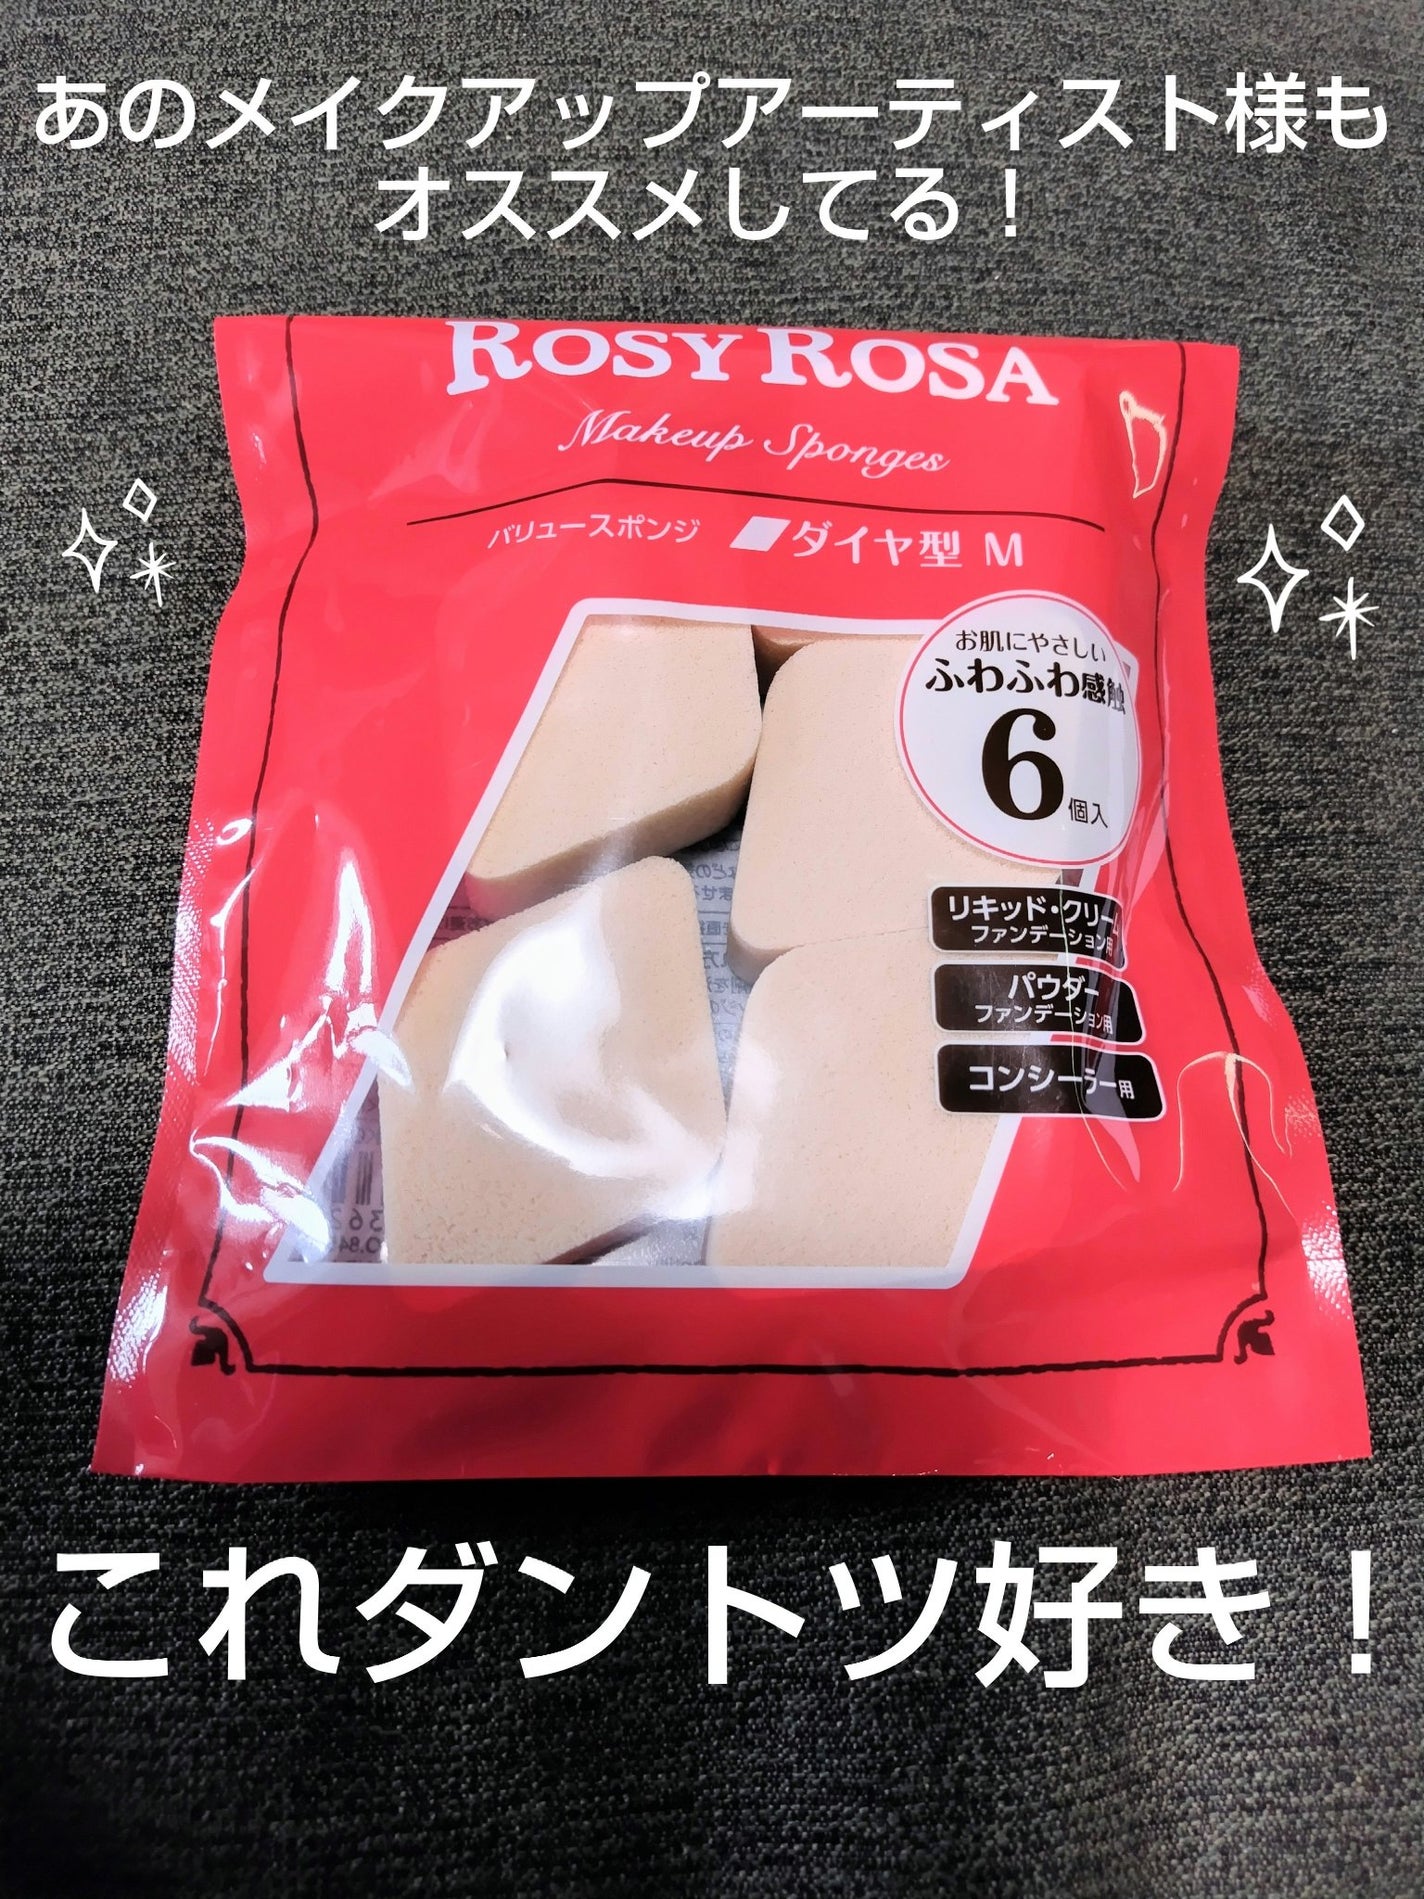 あのメイクアップアーティスト様も
オススメしてる！
ROSY ROSA
Makeup Sponges
バリュースポンジ ダイヤ型 M
お肌にやさしい
ふわふわ感触
6個入
リキッド・クリーム
ファンデーション用
パウダー
ファンデーション用
コンシーラー用
これダントツ好き！